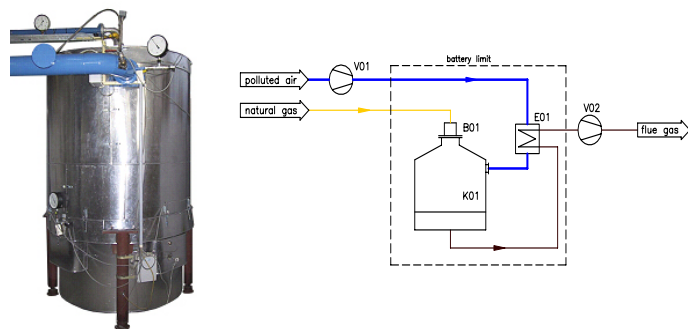 battery limit
V01
polluted air
natural gas
B01
E01
V02
flue gas
K01